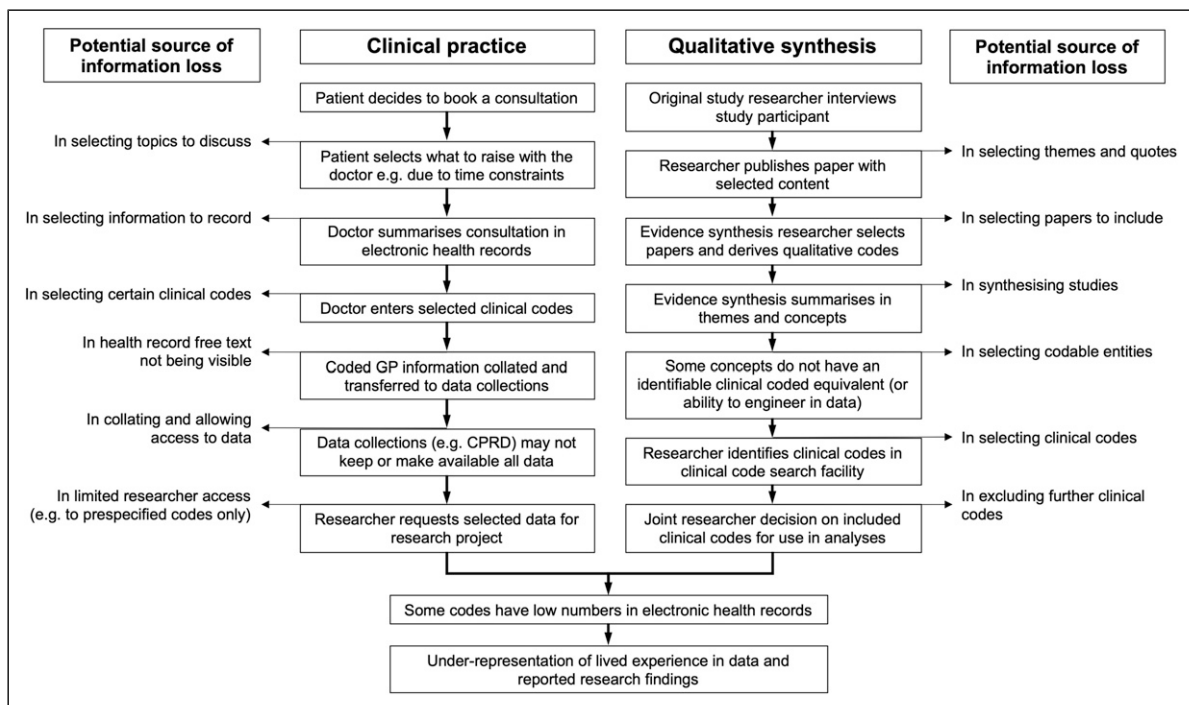 Potential source of
information loss
Clinical practice
Qualitative synthesis
Potential source of
information loss
Patient decides to book a consultation
Original study researcher interviews
study participant
In selecting topics to discuss
Patient selects what to raise with the
doctor e.g. due to time constraints
Researcher publishes paper with
selected content
In selecting themes and quotes
In selecting information to record
Doctor summarises consultation in
electronic health records
Evidence synthesis researcher selects
papers and derives qualitative codes
In selecting papers to include
In selecting certain clinical codes
Doctor enters selected clinical codes
Evidence synthesis summarises in
themes and concepts
In synthesising studies
In health record free text
not being visible
Coded GP information collated and
transferred to data collections
Some concepts do not have an
identifiable clinical coded equivalent (or
ability to engineer in data)
In selecting codable entities
In collating and allowing
access to data
Data collections (e.g. CPRD) may not
keep or make available all data
Researcher identifies clinical codes in
clinical code search facility
In selecting clinical codes
In limited researcher access
(e.g. to prespecified codes only)
Researcher requests selected data for
research project
Joint researcher decision on included
clinical codes for use in analyses
In excluding further clinical
codes
Some codes have low numbers in electronic health records
Under-representation of lived experience in data and
reported research findings